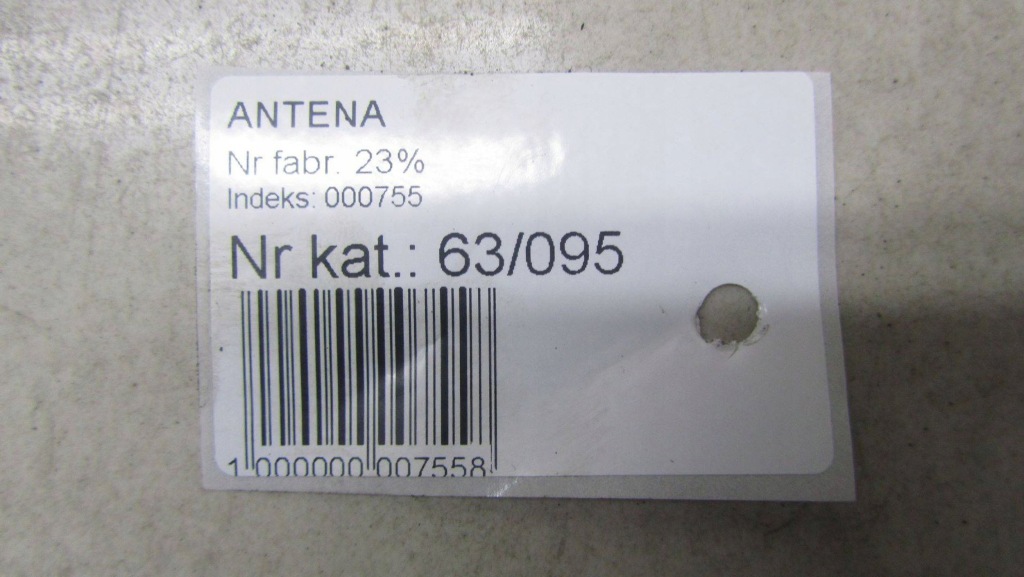 ANTENA
Nr fabr. 23%
Indeks: 000755
Nr kat.: 63/095
1 000000 007558